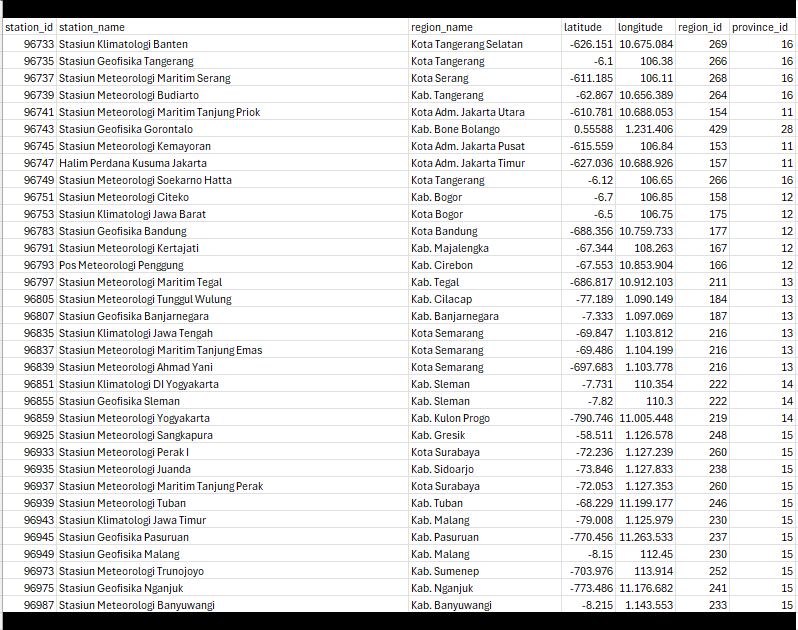 station_id station_name region_name latitude longitude region_id province_id
96733 Stasiun Klimatologi Banten Kota Tangerang Selatan -626.151 10.675.084 269 16
96735 Stasiun Geofisika Tangerang Kota Tangerang -6.1 106.38 266 16
96737 Stasiun Meteorologi Maritim Serang Kota Serang -611.185 106.11 268 16
96739 Stasiun Meteorologi Budiarto Kab. Tangerang -62.867 10.656.389 264 16
96741 Stasiun Meteorologi Maritim Tanjung Priok Kota Adm. Jakarta Utara -610.781 10.688.053 154 11
96743 Stasiun Geofisika Gorontalo Kab. Bone Bolango 0.55588 1.231.406 429 28
96745 Stasiun Meteorologi Kemayoran Kota Adm. Jakarta Pusat -615.559 106.84 153 11
96747 Halim Perdana Kusuma Jakarta Kota Adm. Jakarta Timur -627.036 10.688.926 157 11
96749 Stasiun Meteorologi Soekarno Hatta Kota Tangerang -6.12 106.65 266 16
96751 Stasiun Meteorologi Citeko Kab. Bogor -6.7 106.85 158 12
96753 Stasiun Klimatologi Jawa Barat Kota Bogor -6.5 106.75 175 12
96783 Stasiun Geofisika Bandung Kota Bandung -688.356 10.759.733 177 12
96791 Stasiun Meteorologi Kertajati Kab. Majalengka -67.344 108.263 167 12
96793 Pos Meteorologi Penggung Kab. Cirebon -67.553 10.853.904 166 12
96797 Stasiun Meteorologi Maritim Tegal Kab. Tegal -686.817 10.912.103 211 13
96805 Stasiun Meteorologi Tunggul Wulung Kab. Cilacap -77.189 1.090.149 184 13
96807 Stasiun Geofisika Banjarnegara Kab. Banjarnegara -7.333 1.097.069 187 13
96835 Stasiun Klimatologi Jawa Tengah Kota Semarang -69.847 1.103.812 216 13
96837 Stasiun Meteorologi Maritim Tanjung Emas Kota Semarang -69.486 1.104.199 216 13
96839 Stasiun Meteorologi Ahmad Yani Kota Semarang -697.683 1.103.778 216 13
96851 Stasiun Klimatologi DI Yogyakarta Kab. Sleman -7.731 110.354 222 14
96855 Stasiun Geofisika Sleman Kab. Sleman -7.82 110.3 222 14
96859 Stasiun Meteorologi Yogyakarta Kab. Kulon Progo -790.746 11.005.448 219 14
96925 Stasiun Meteorologi Sangkapura Kab. Gresik -58.511 1.126.578 248 15
96933 Stasiun Meteorologi Perak I Kota Surabaya -72.236 1.127.239 260 15
96935 Stasiun Meteorologi Juanda Kab. Sidoarjo -73.846 1.127.833 238 15
96937 Stasiun Meteorologi Maritim Tanjung Perak Kota Surabaya -72.053 1.127.353 260 15
96939 Stasiun Meteorologi Tuban Kab. Tuban -68.229 11.199.177 246 15
96943 Stasiun Klimatologi Jawa Timur Kab. Malang -79.008 1.125.979 230 15
96945 Stasiun Geofisika Pasuruan Kab. Pasuruan -770.456 11.263.533 237 15
96949 Stasiun Geofisika Malang Kab. Malang -8.15 112.45 230 15
96973 Stasiun Meteorologi Trunojoyo Kab. Sumenep -703.976 113.914 252 15
96975 Stasiun Geofisika Nganjuk Kab. Nganjuk -773.486 11.176.682 241 15
96987 Stasiun Meteorologi Banyuwangi Kab. Banyuwangi -8.215 1.143.553 233 15